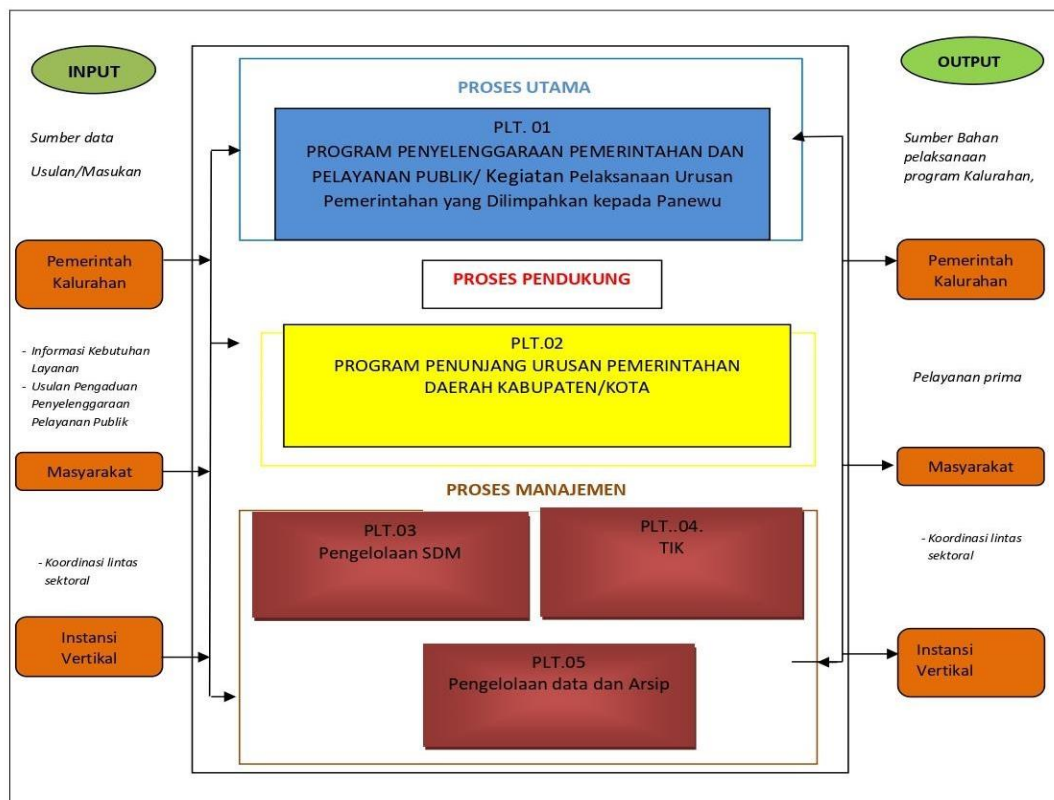 INPUT
Sumber data
Usulan/Masukan
Pemerintah
Kalurahan
- Informasi Kebutuhan
Layanan
- Usulan Pengaduan
Penyelenggaraan
Pelayanan Publik
Masyarakat
- Koordinasi lintas
sektoral
Instansi
Vertikal
PROSES UTAMA
PLT. 01
PROGRAM PENYELENGGARAAN PEMERINTAHAN DAN
PELAYANAN PUBLIK/ Kegiatan Pelaksanaan Urusan
Pemerintahan yang Dilimpahkan kepada Panewu
PROSES PENDUKUNG
PLT.02
PROGRAM PENUNJANG URUSAN PEMERINTAHAN
DAERAH KABUPATEN/KOTA
PROSES MANAJEMEN
PLT.03
Pengelolaan SDM
PLT..04.
TIK
PLT.05
Pengelolaan data dan Arsip
OUTPUT
Sumber Bahan
pelaksanaan
program Kalurahan,
Pemerintah
Kalurahan
Pelayanan prima
Masyarakat
- Koordinasi lintas
sektoral
Instansi
Vertikal